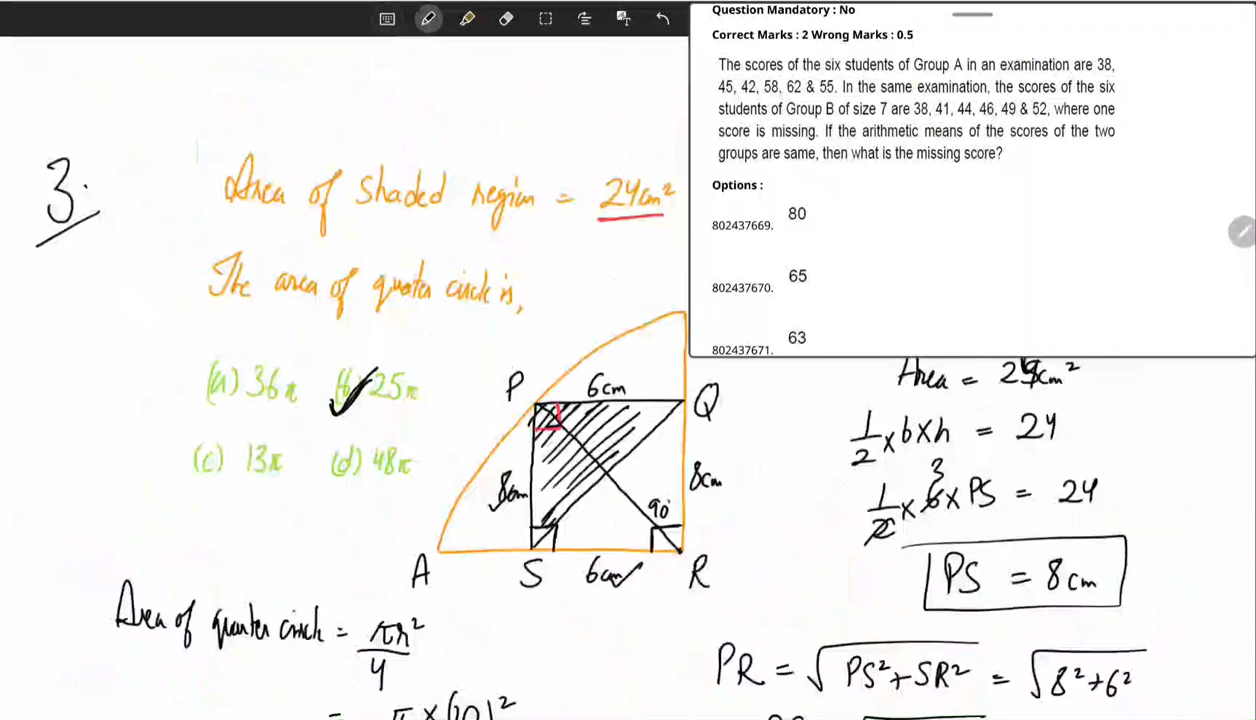 Question Mandatory : No
Correct Marks : 2 Wrong Marks : 0.5
The scores of the six students of Group A in an examination are 38,
45, 42, 58, 62 & 55. In the same examination, the scores of the six
students of Group B of size 7 are 38, 41, 44, 46, 49 & 52, where one
score is missing. If the arithmetic means of the scores of the two
groups are same, then what is the missing score?
Options :
802437669. 80
802437670. 65
802437671. 63
3.
Area of shaded region = 24cm²
The area of quater circle is,
(a) 36π (b) 25π
(c) 13π (d) 48π
P 6cm Q
8cm 8cm
90°
A S 6cm R
Area = 24cm²
1/2 × b × h = 24
3
1/2 × 6 × PS = 24
PS = 8cm
Area of quarter circle = πr²/4
PR = √PS²+SR² = √8²+6²